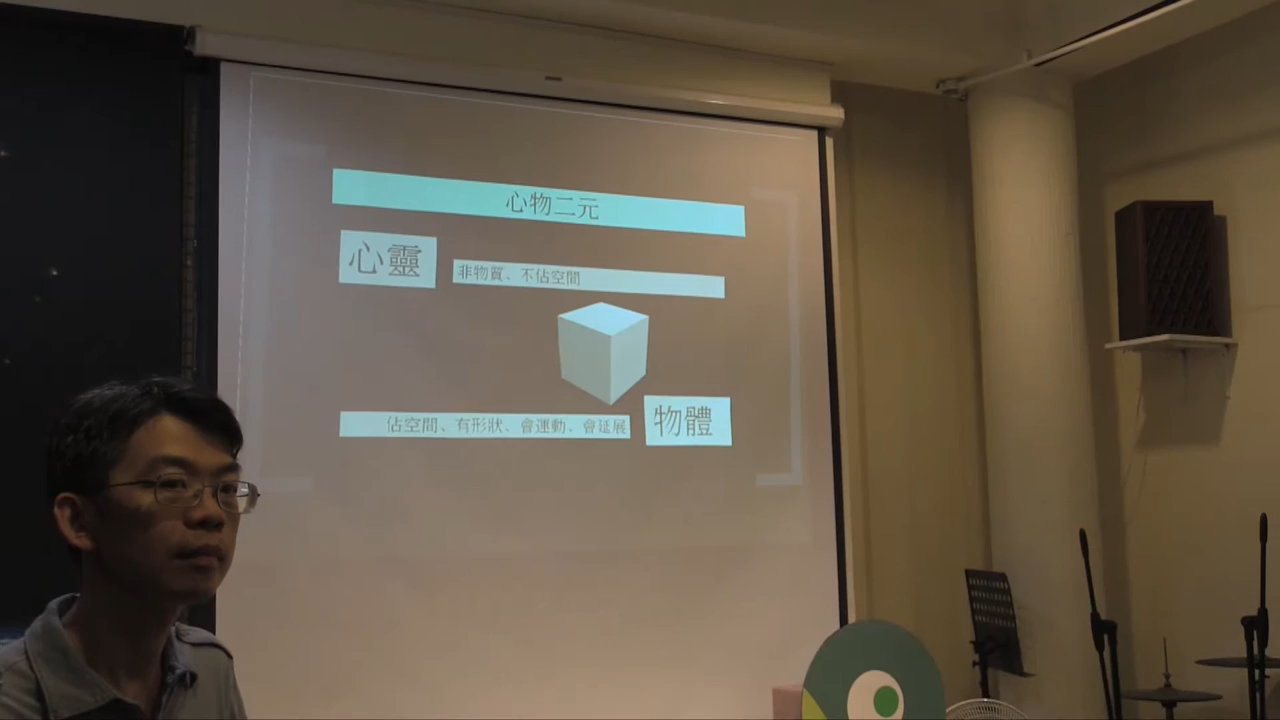 心物二元
心靈
非物質、不佔空間
佔空間、有形狀、會運動、會延展
物體